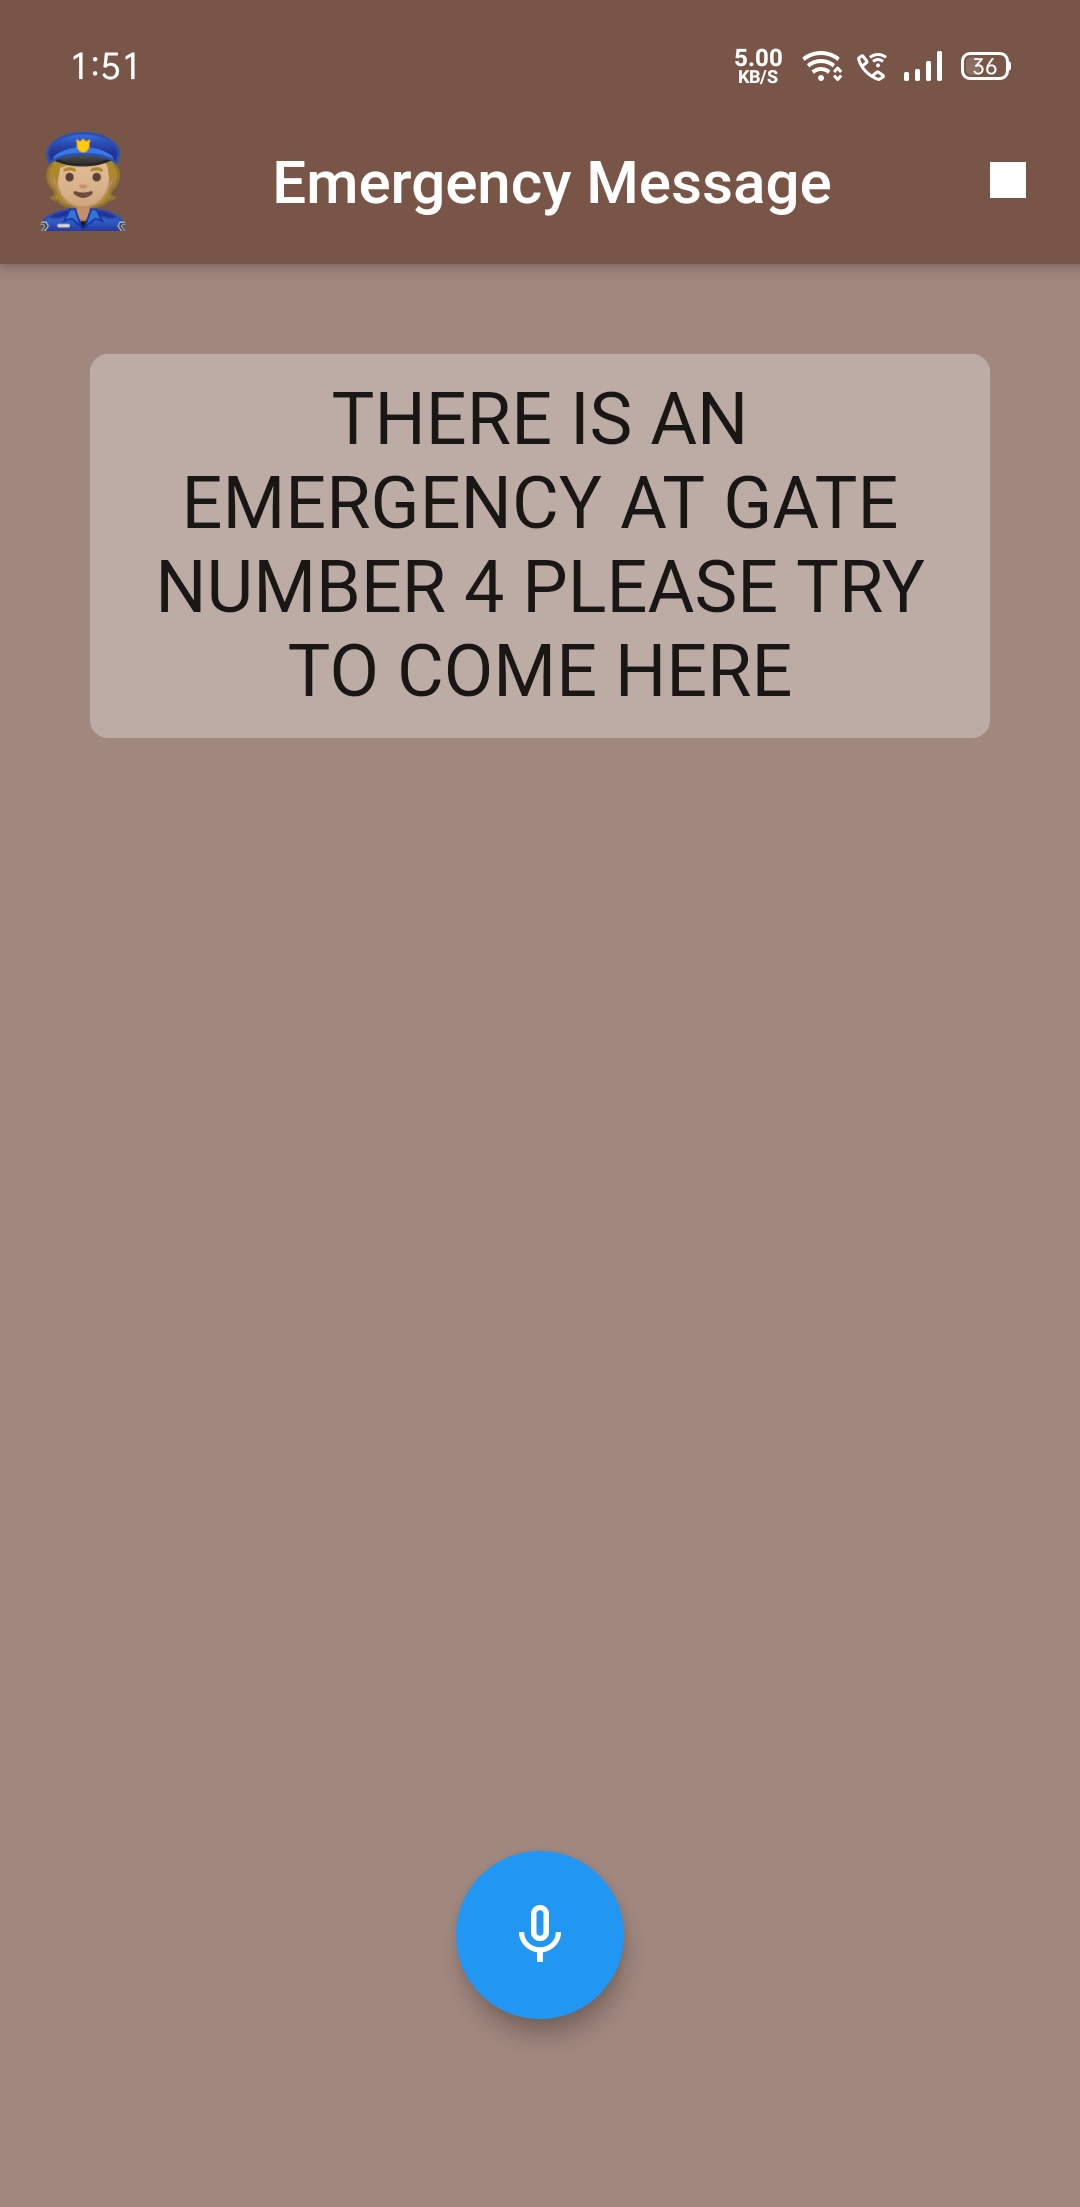 1:51
5.00
KB/S
36
Emergency Message
THERE IS AN
EMERGENCY AT GATE
NUMBER 4 PLEASE TRY
TO COME HERE